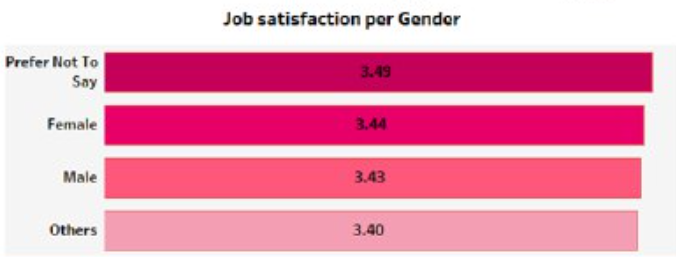 Job satisfaction per Gender
Prefer Not To
Say
3.49
Female
3.44
Male
3.43
Others
3.40